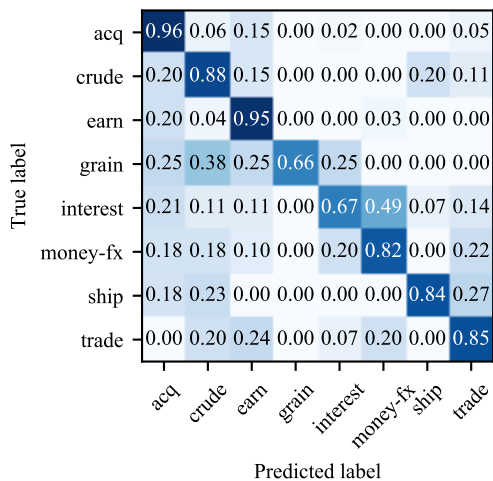 acq 0.96 0.06 0.15 0.00 0.02 0.00 0.00 0.05
crude 0.20 0.88 0.15 0.00 0.00 0.00 0.20 0.11
earn 0.20 0.04 0.95 0.00 0.00 0.03 0.00 0.00
grain 0.25 0.38 0.25 0.66 0.25 0.00 0.00 0.00
interest 0.21 0.11 0.11 0.00 0.67 0.49 0.07 0.14
money-fx 0.18 0.18 0.10 0.00 0.20 0.82 0.00 0.22
ship 0.18 0.23 0.00 0.00 0.00 0.00 0.84 0.27
trade 0.00 0.20 0.24 0.00 0.07 0.20 0.00 0.85
True label
acq crude earn grain interest money-fx ship trade
Predicted label